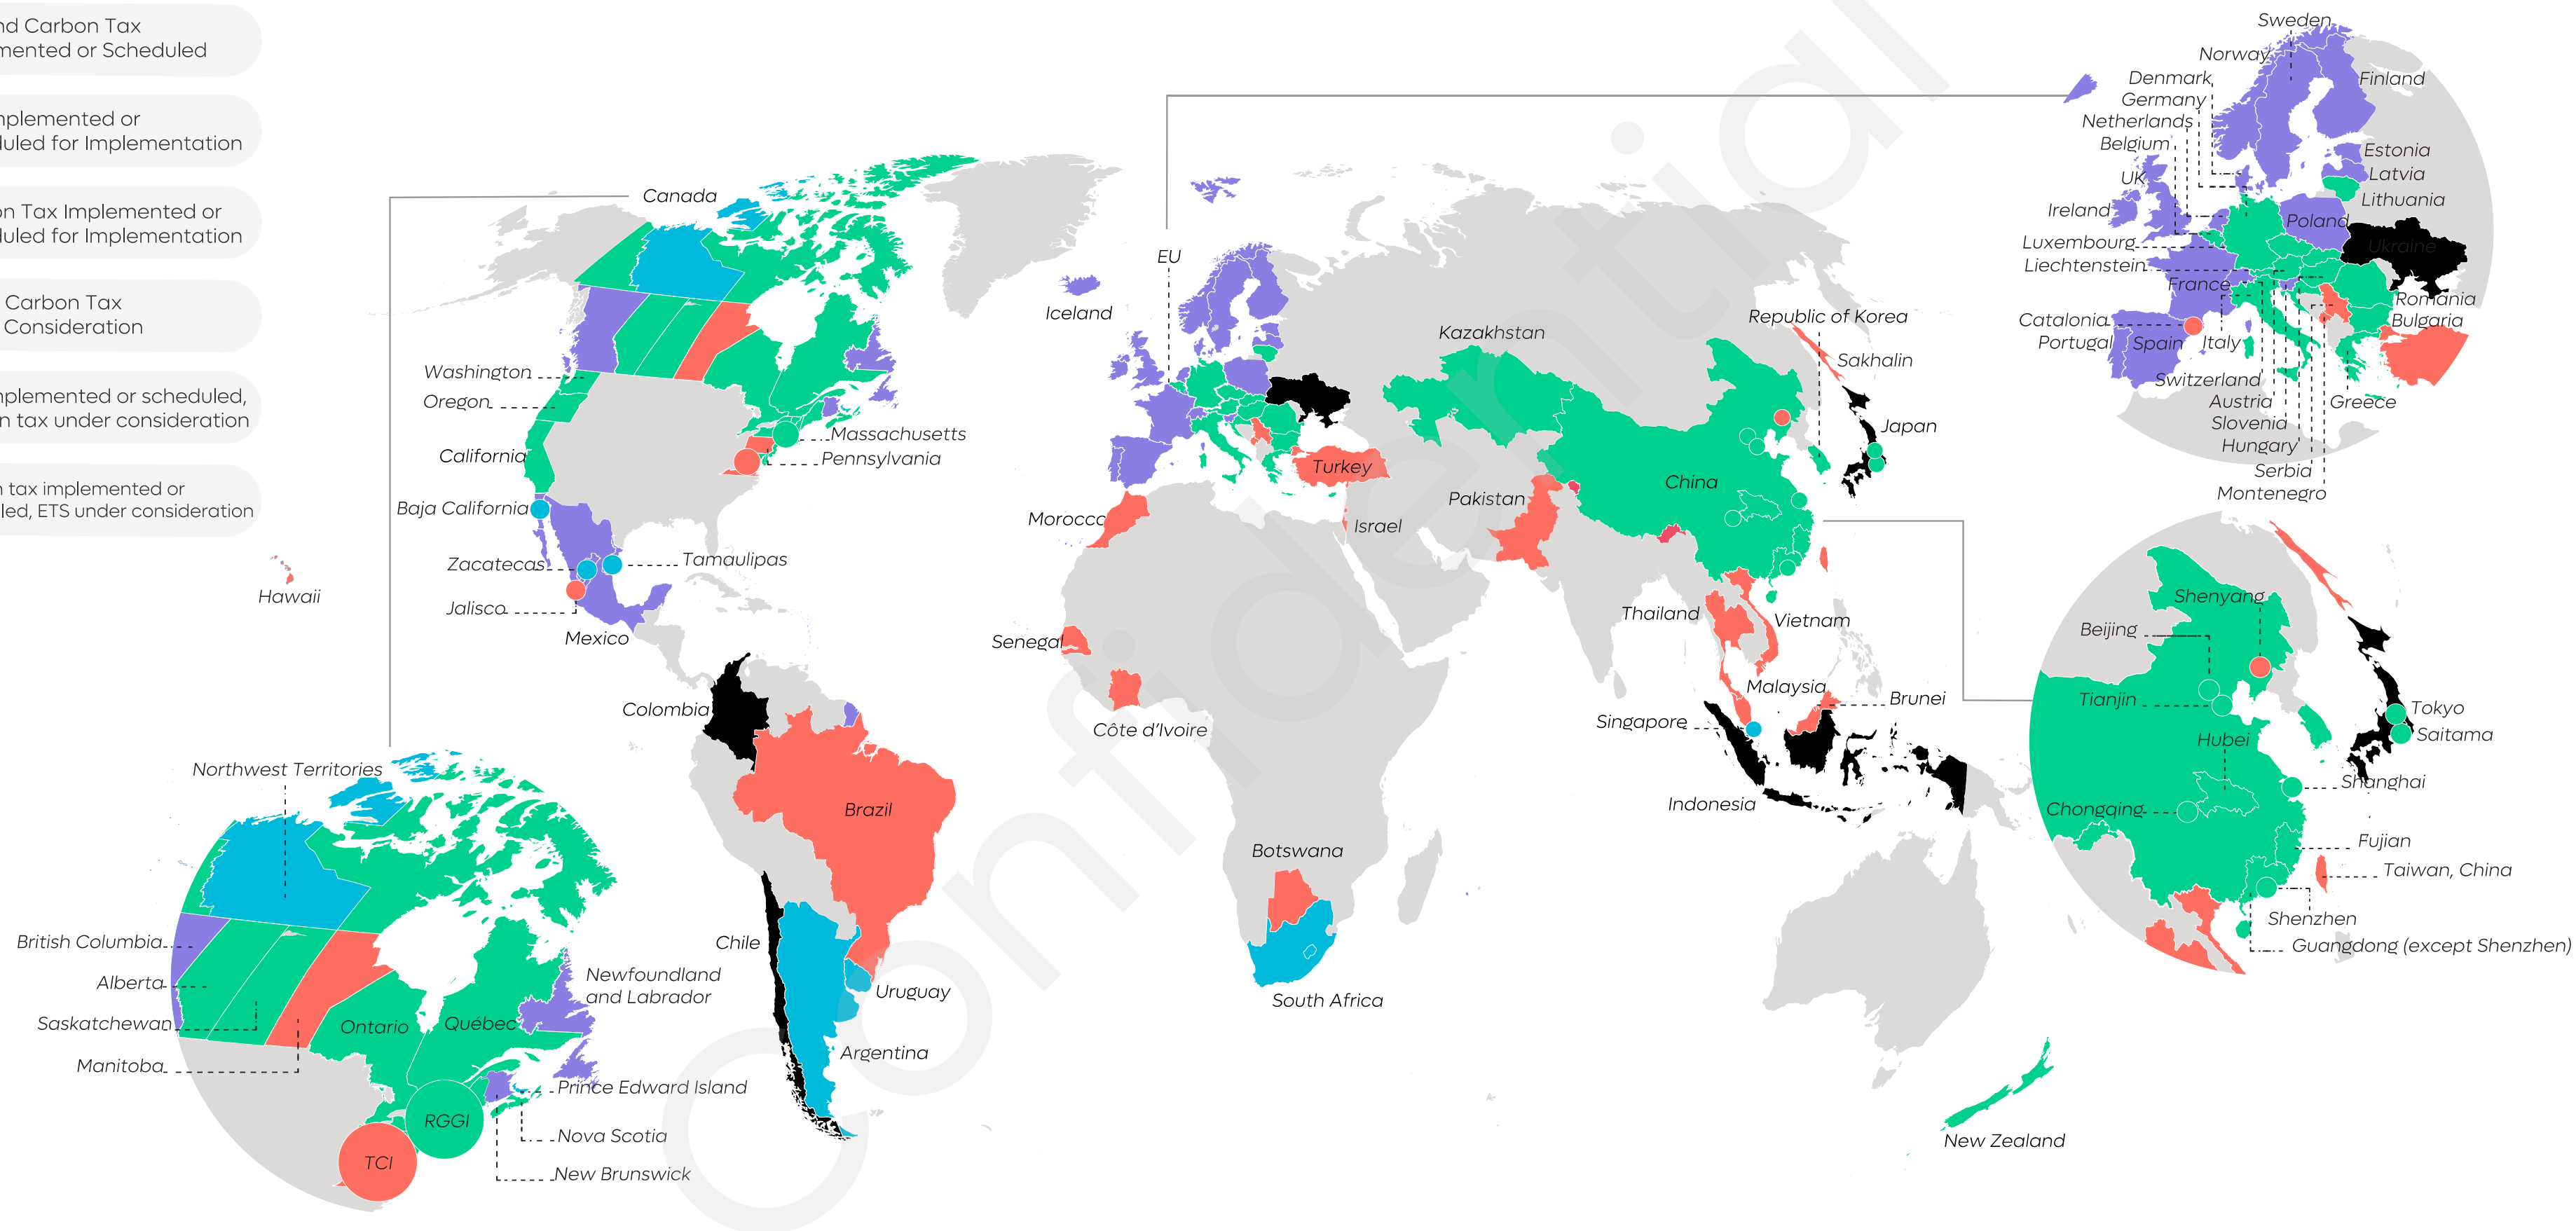 nd Carbon Tax
mented or Scheduled
mplemented or
duled for Implementation
on Tax Implemented or
duled for Implementation
Carbon Tax
Consideration
mplemented or scheduled,
n tax under consideration
n tax implemented or
led, ETS under consideration
Hawaii
Canada
Washington
Oregon
California
Baja California
Zacatecas
Jalisco
Mexico
Tamaulipas
Massachusetts
Pennsylvania
Colombia
Brazil
Chile
Uruguay
Argentina
Iceland
EU
Morocco
Senegal
Côte d'Ivoire
Botswana
South Africa
Turkey
Israel
Kazakhstan
Pakistan
China
Republic of Korea
Sakhalin
Japan
Thailand
Vietnam
Malaysia
Brunei
Singapore
Indonesia
New Zealand
Sweden
Norway
Finland
Denmark
Germany
Netherlands
Belgium
UK
Ireland
Luxembourg
Liechtenstein
France
Catalonia
Portugal
Spain
Italy
Estonia
Latvia
Lithuania
Poland
Ukraine
Romania
Bulgaria
Switzerland
Austria
Slovenia
Hungary
Serbia
Montenegro
Greece
Northwest Territories
British Columbia
Alberta
Saskatchewan
Manitoba
Ontario
Québec
Newfoundland
and Labrador
Prince Edward Island
Nova Scotia
New Brunswick
RGGI
TCI
Shenyang
Beijing
Tianjin
Hubei
Chongqing
Tokyo
Saitama
Shanghai
Fujian
Taiwan, China
Shenzhen
Guangdong (except Shenzhen)
Confidential